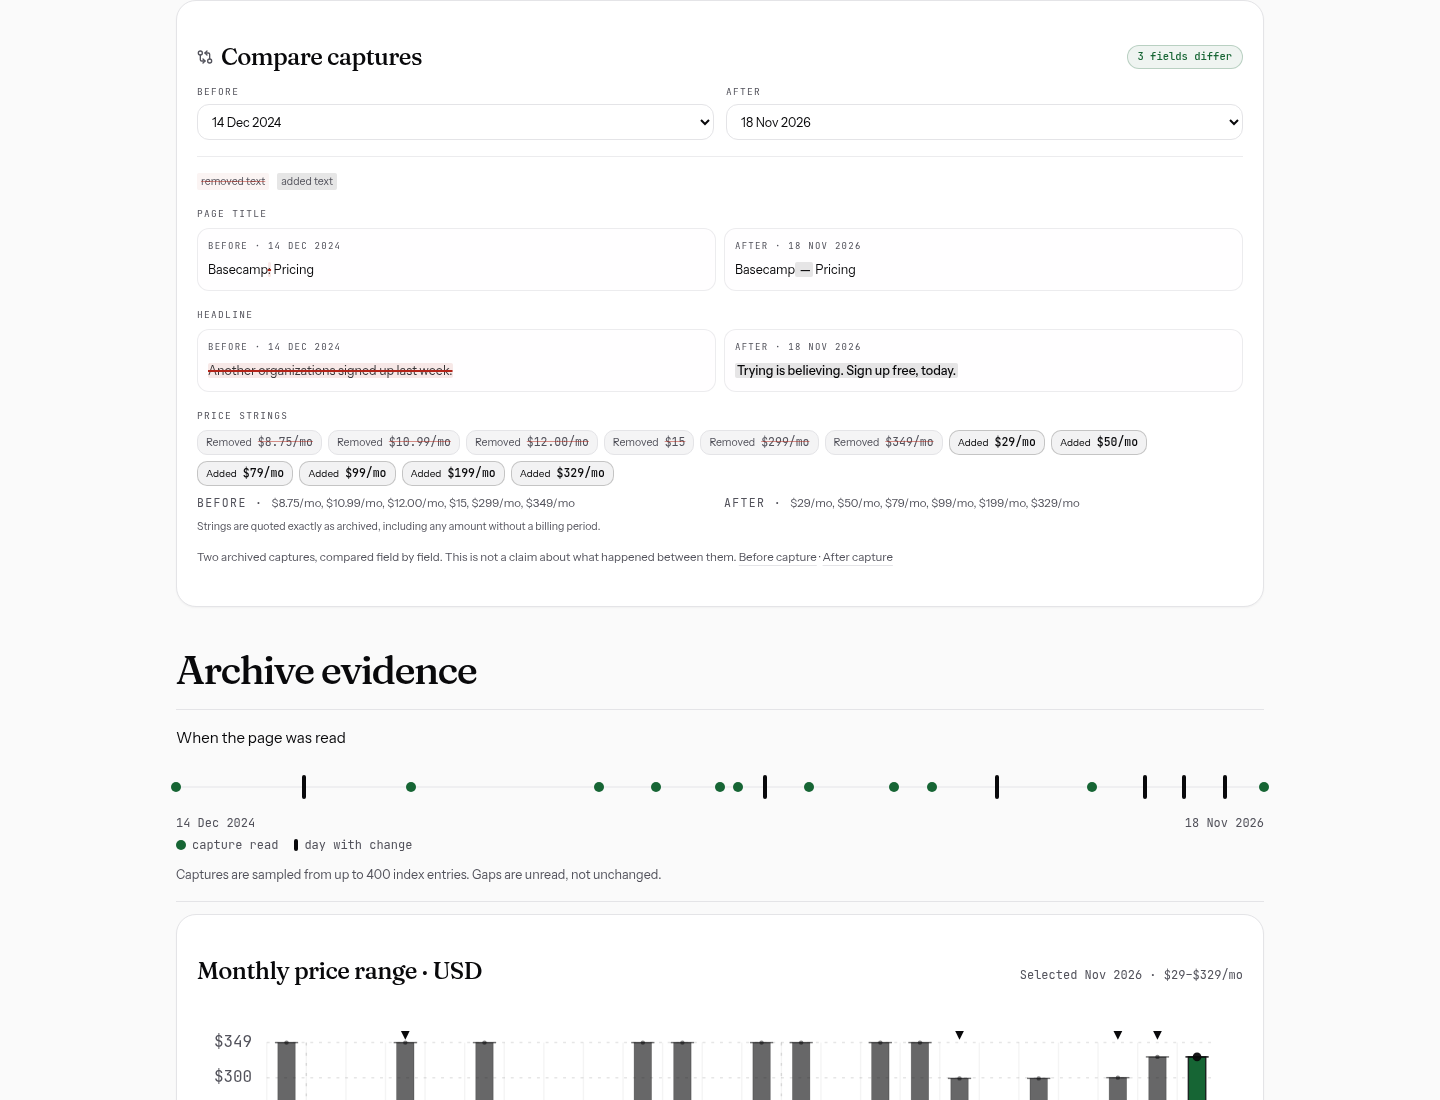 Compare captures
3 fields differ
BEFORE
AFTER
14 Dec 2024
18 Nov 2026
removed text added text
PAGE TITLE
BEFORE · 14 DEC 2024
AFTER · 18 NOV 2026
Basecamp: Pricing
Basecamp — Pricing
HEADLINE
BEFORE · 14 DEC 2024
AFTER · 18 NOV 2026
Another organizations signed up last week.
Trying is believing. Sign up free, today.
PRICE STRINGS
Removed $8.75/mo Removed $10.99/mo Removed $12.00/mo Removed $15 Removed $299/mo Removed $349/mo Added $29/mo Added $50/mo
Added $79/mo Added $99/mo Added $199/mo Added $329/mo
BEFORE · $8.75/mo, $10.99/mo, $12.00/mo, $15, $299/mo, $349/mo
AFTER · $29/mo, $50/mo, $79/mo, $99/mo, $199/mo, $329/mo
Strings are quoted exactly as archived, including any amount without a billing period.
Two archived captures, compared field by field. This is not a claim about what happened between them. Before capture · After capture
Archive evidence
When the page was read
14 Dec 2024
18 Nov 2026
capture read day with change
Captures are sampled from up to 400 index entries. Gaps are unread, not unchanged.
Monthly price range · USD
Selected Nov 2026 · $29–$329/mo
$349
$300